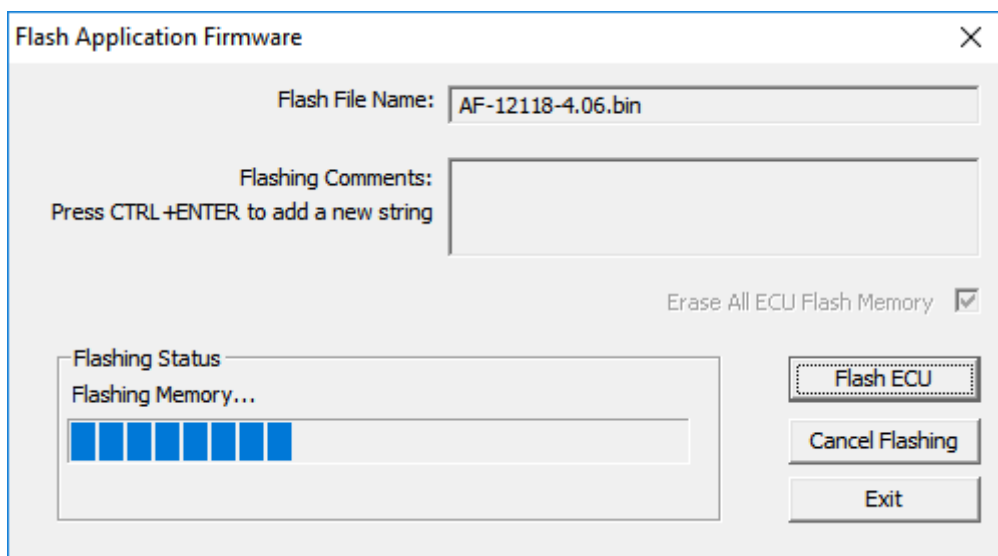 Flash Application Firmware
Flash File Name: AF-12118-4.06.bin
Flashing Comments:
Press CTRL+ENTER to add a new string
Erase All ECU Flash Memory
Flashing Status
Flashing Memory...
Flash ECU
Cancel Flashing
Exit